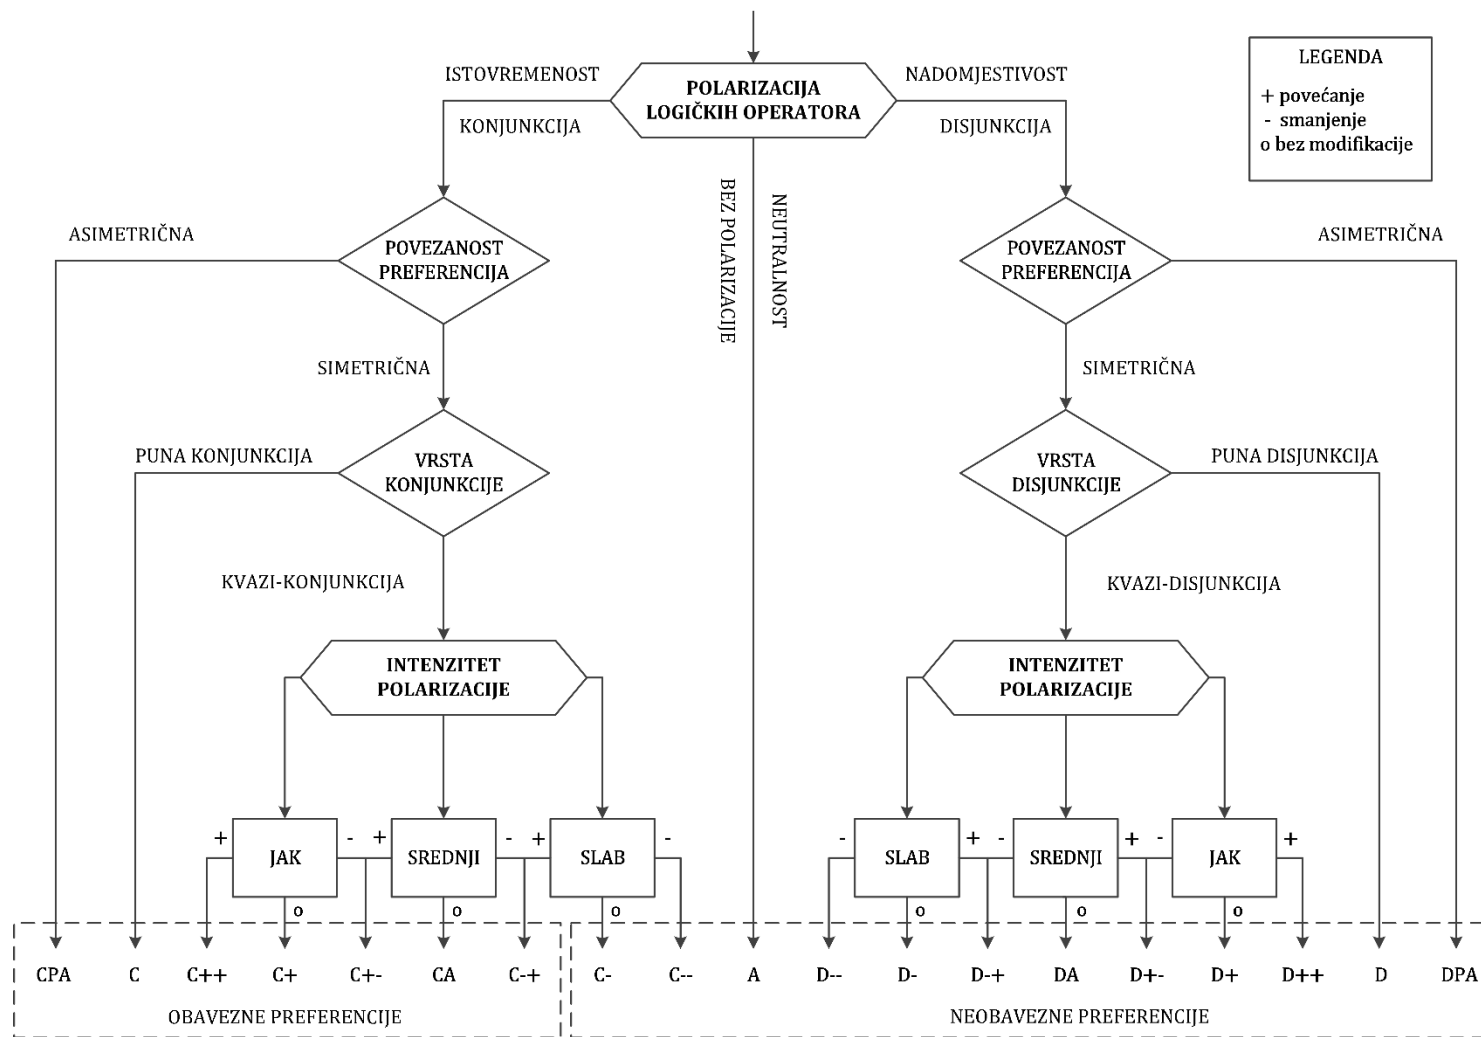 ISTOVREMENOST
POLARIZACIJA
LOGIČKIH OPERATORA
NADOMJESTIVOST
KONJUNKCIJA
DISJUNKCIJA
LEGENDA
+ povećanje
- smanjenje
o bez modifikacije
BEZ POLARIZACIJE
NEUTRALNOST
ASIMETRIČNA
POVEZANOST
PREFERENCIJA
POVEZANOST
PREFERENCIJA
ASIMETRIČNA
SIMETRIČNA
SIMETRIČNA
PUNA KONJUNKCIJA
VRSTA
KONJUNKCIJE
VRSTA
DISJUNKCIJE
PUNA DISJUNKCIJA
KVAZI-KONJUNKCIJA
KVAZI-DISJUNKCIJA
INTENZITET
POLARIZACIJE
INTENZITET
POLARIZACIJE
+ JAK - + SREDNJI - + SLAB -
- SLAB + - SREDNJI + - JAK +
o o o o o o
CPA C C++ C+ C+- CA C-+ C- C-- A D-- D- D-+ DA D+- D+ D++ D DPA
OBAVEZNE PREFERENCIJE
NEOBAVEZNE PREFERENCIJE